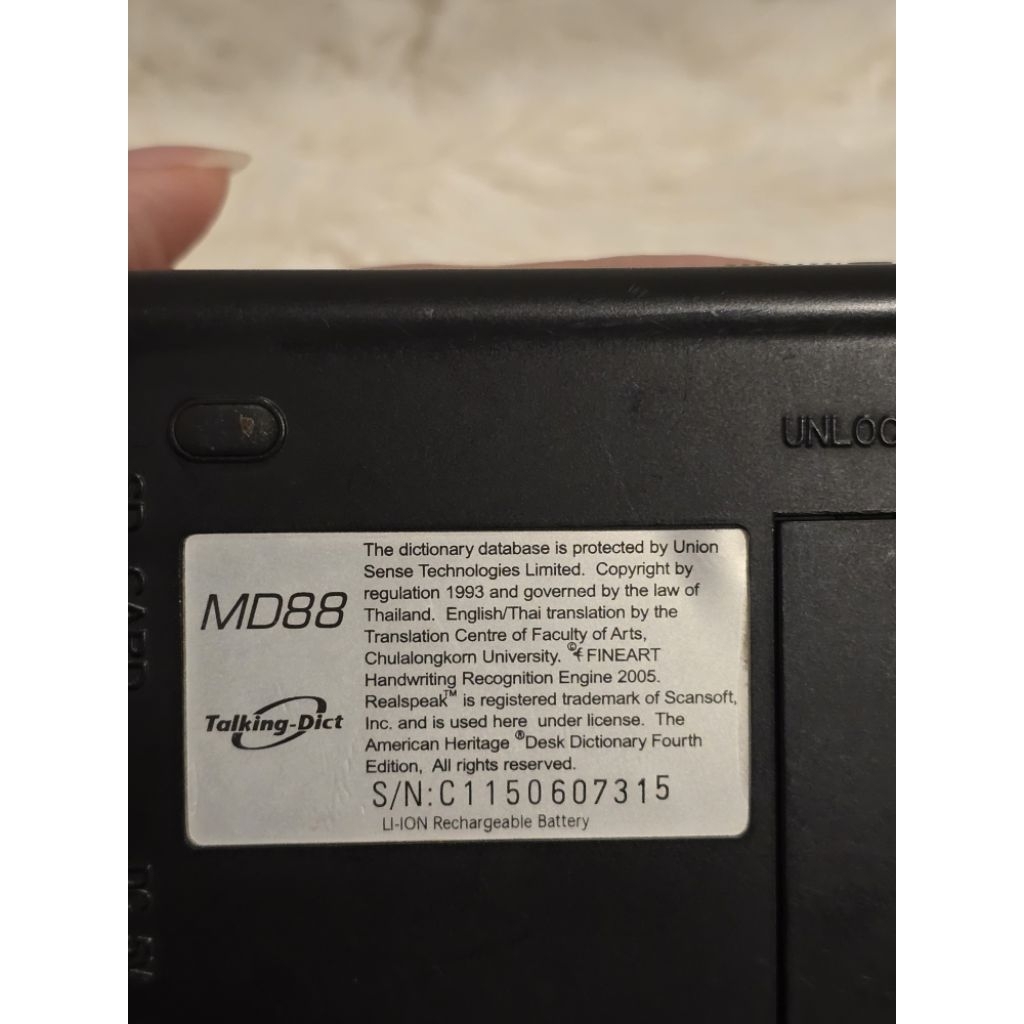 UNLOC
SD CARD
MD88
Talking-Dict
The dictionary database is protected by Union
Sense Technologies Limited. Copyright by
regulation 1993 and governed by the law of
Thailand. English/Thai translation by the
Translation Centre of Faculty of Arts,
Chulalongkorn University. © FINEART
Handwriting Recognition Engine 2005.
Realspeak™ is registered trademark of Scansoft,
Inc. and is used here under license. The
American Heritage ®Desk Dictionary Fourth
Edition, All rights reserved.
S/N:C1150607315
LI-ION Rechargeable Battery